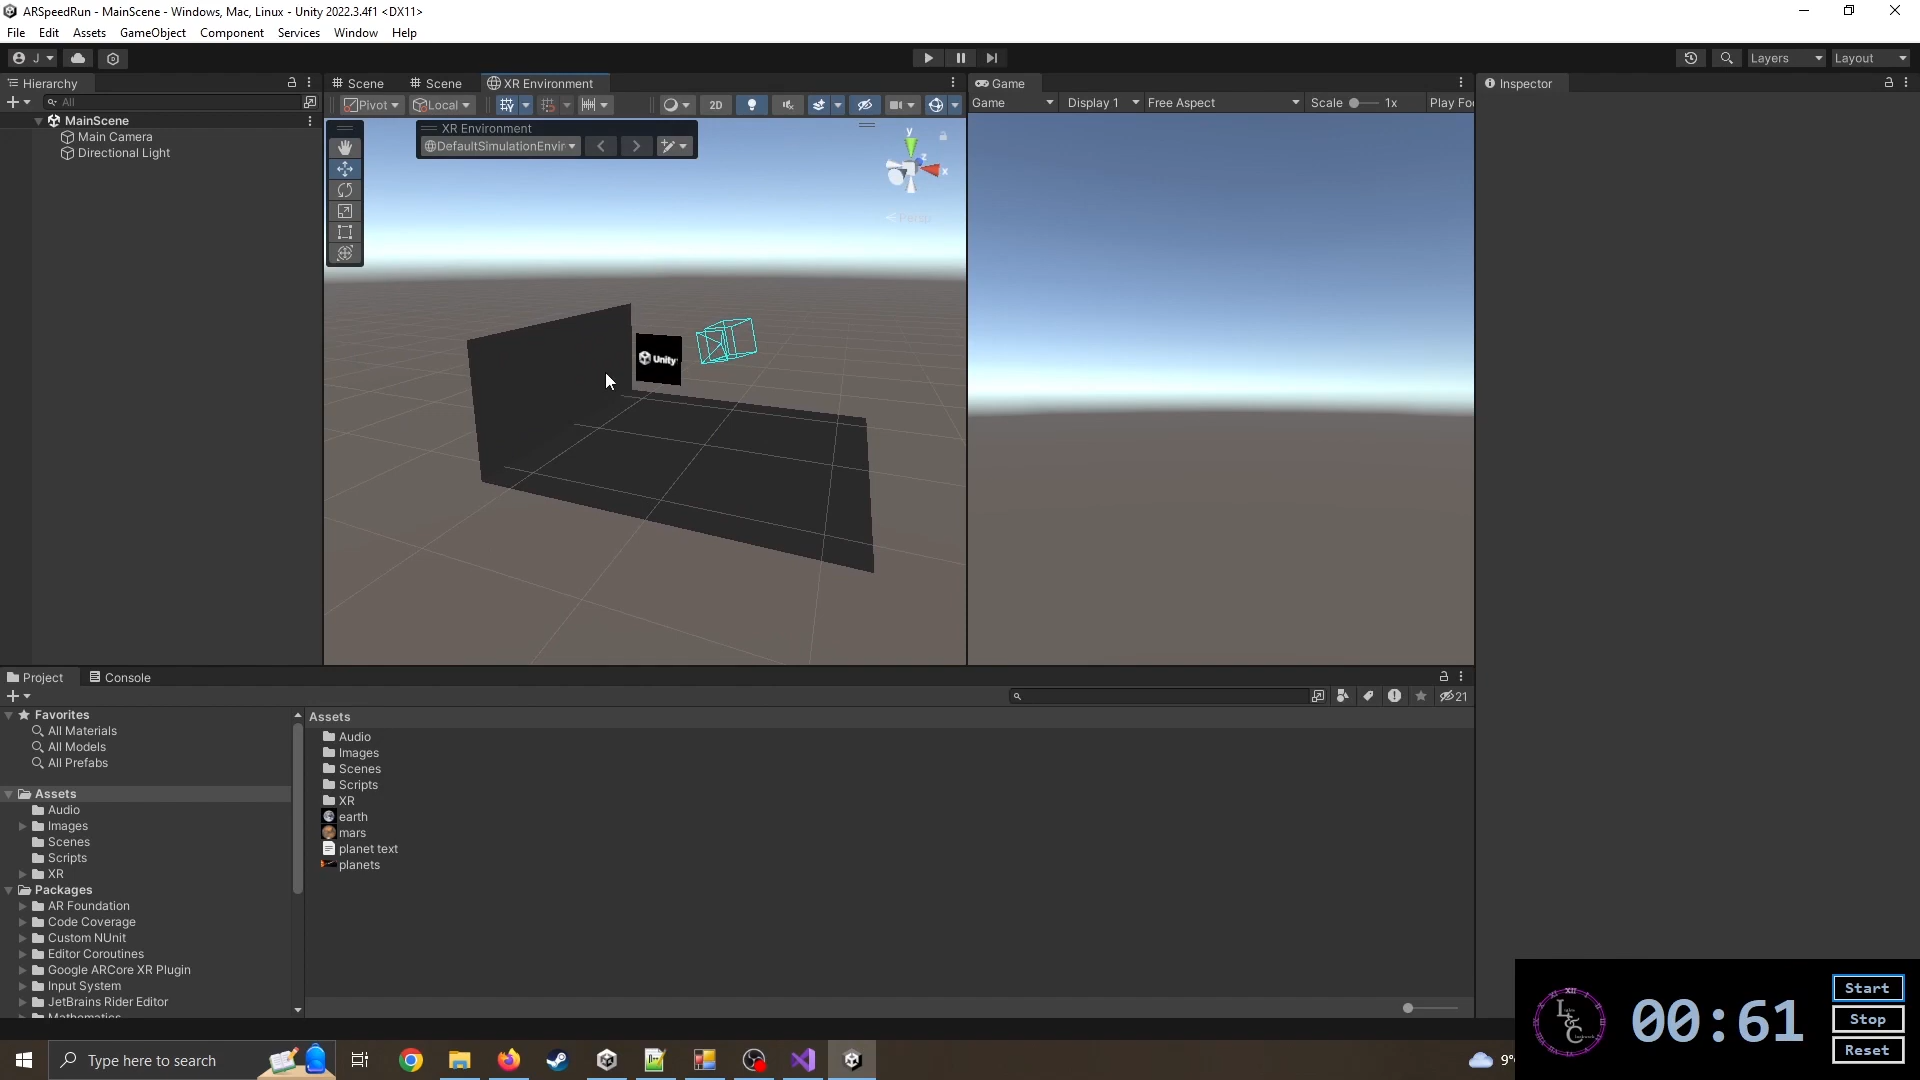 ARSpeedRun - MainScene - Windows, Mac, Linux - Unity 2022.3.4f1 <DX11>
File Edit Assets GameObject Component Services Window Help
J Layers Layout
Hierarchy Scene Scene XR Environment Game Inspector
All Pivot Local 2D Game Display 1 Free Aspect Scale 1x Play Fo
MainScene
Main Camera
Directional Light
XR Environment
DefaultSimulationEnvir
y
z
x
Persp
Unity
Project Console
21
Favorites
All Materials
All Models
All Prefabs
Assets
Audio
Images
Scenes
Scripts
XR
Packages
AR Foundation
Code Coverage
Custom NUnit
Editor Coroutines
Google ARCore XR Plugin
Input System
JetBrains Rider Editor
Mathematics
Assets
Audio
Images
Scenes
Scripts
XR
earth
mars
planet text
planets
00:61
Start
Stop
Reset
Type here to search
9°